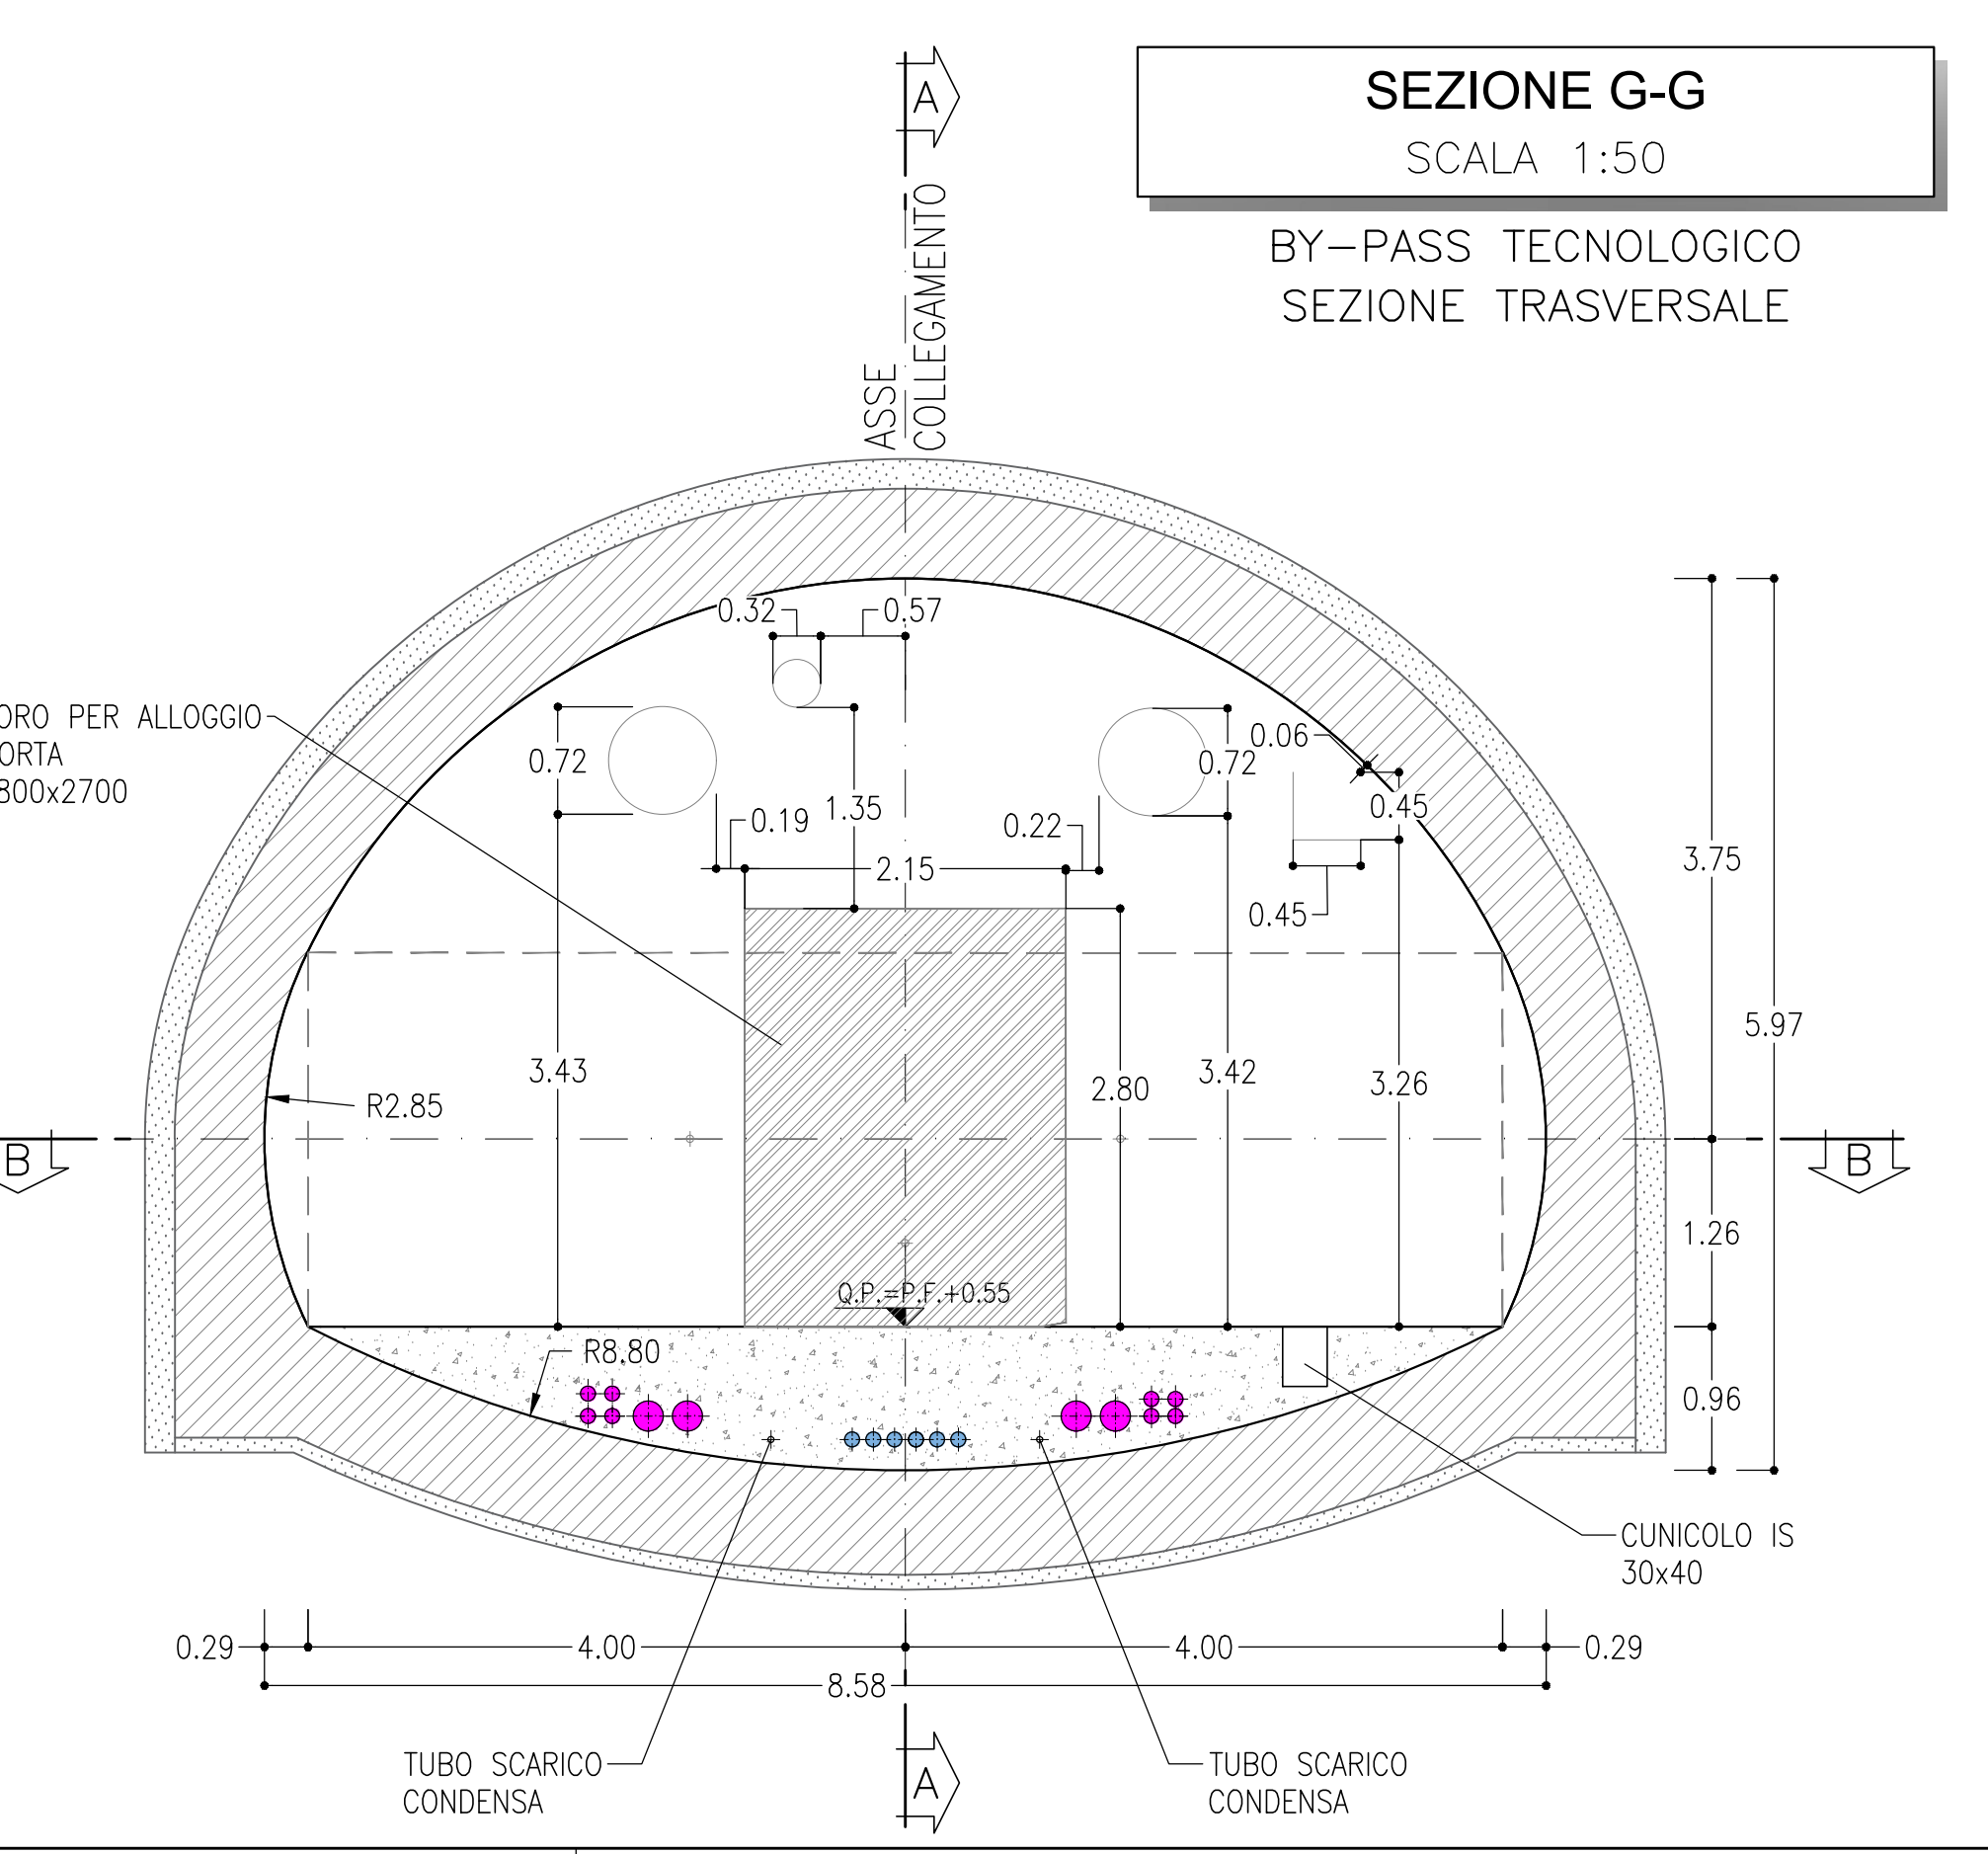 A
SEZIONE G-G
SCALA 1:50
BY-PASS TECNOLOGICO
SEZIONE TRASVERSALE
ASSE
COLLEGAMENTO
0.32
0.57
ORO PER ALLOGGIO
ORTA
800x2700
0.72
1.35
0.19
2.15
0.22
0.72
0.06
0.45
0.45
3.75
5.97
3.43
R2.85
2.80
3.42
3.26
B
B
1.26
Q.P.=P.F.+0.55
R8.80
0.96
CUNICOLO IS
30x40
0.29
4.00
4.00
0.29
8.58
TUBO SCARICO
CONDENSA
A
TUBO SCARICO
CONDENSA